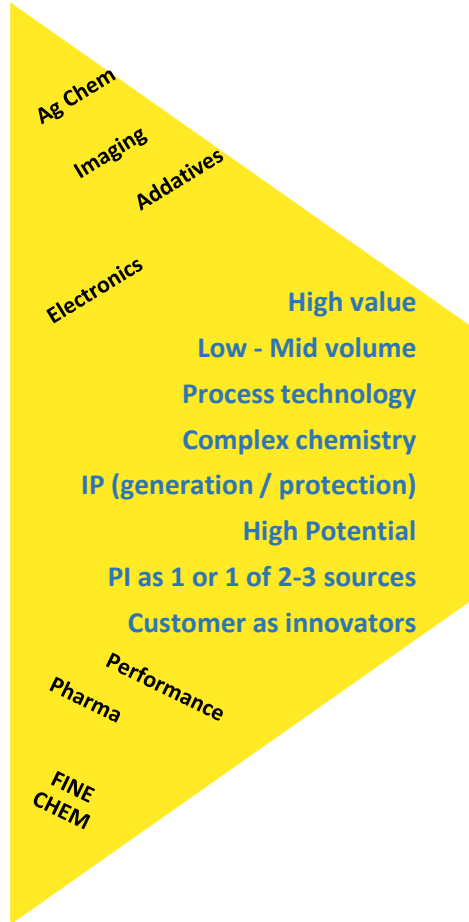 Ag Chem
Imaging
Addatives
Electronics
High value
Low - Mid volume
Process technology
Complex chemistry
IP (generation / protection)
High Potential
PI as 1 or 1 of 2-3 sources
Customer as innovators
Performance
Pharma
FINE
CHEM